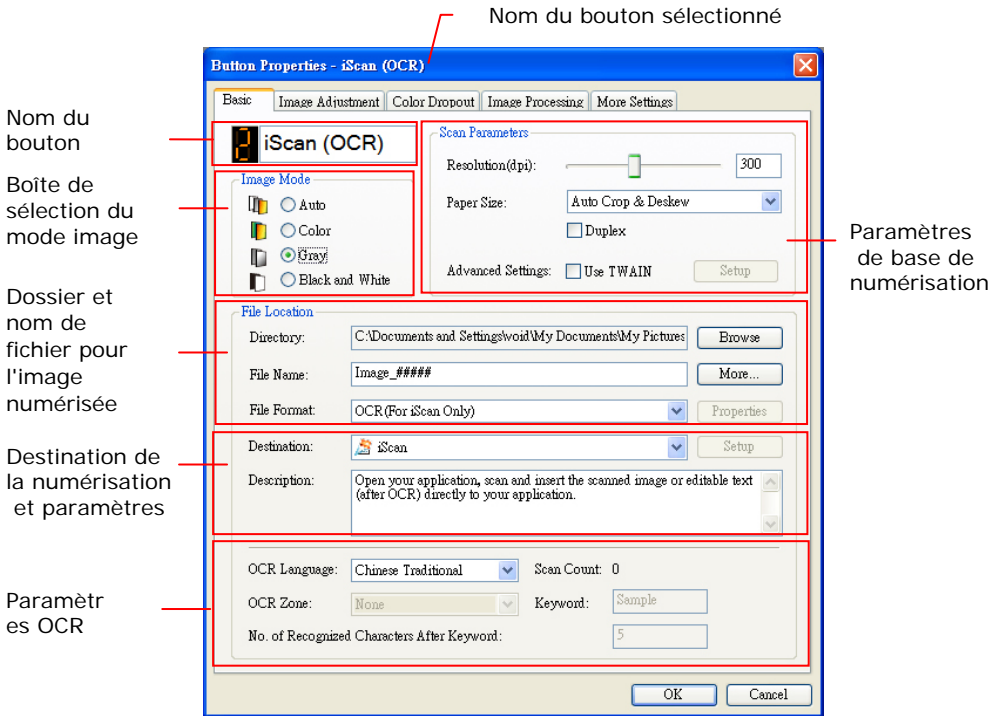 Nom du bouton sélectionné
Button Properties - iScan (OCR)
Basic Image Adjustment Color Dropout Image Processing More Settings
Nom du
bouton
2 iScan (OCR)
Boîte de
sélection du
mode image
Image Mode
Auto
Color
Gray
Black and White
Scan Parameters
Resolution(dpi): 300
Paper Size: Auto Crop & Deskew
Duplex
Advanced Settings: Use TWAIN Setup
Paramètres
de base de
numérisation
Dossier et
nom de
fichier pour
l'image
numérisée
File Location
Directory: C:\Documents and Settings\void\My Documents\My Pictures Browse
File Name: Image_##### More...
File Format: OCR(For iScan Only) Properties
Destination de
la numérisation
et paramètres
Destination: iScan Setup
Description: Open your application, scan and insert the scanned image or editable text
(after OCR) directly to your application.
Paramètr
es OCR
OCR Language: Chinese Traditional Scan Count: 0
OCR Zone: None Keyword: Sample
No. of Recognized Characters After Keyword: 5
OK Cancel